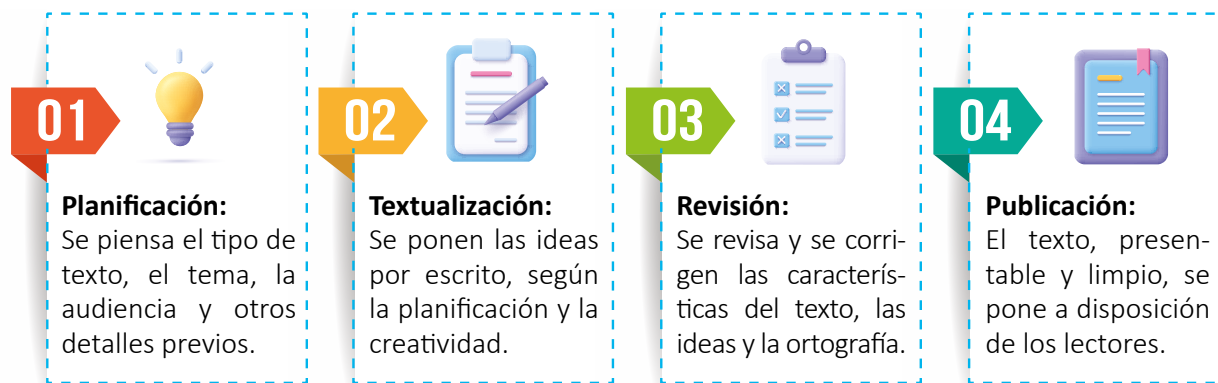 01
Planificación:
Se piensa el tipo de
texto, el tema, la
audiencia y otros
detalles previos.
02
Textualización:
Se ponen las ideas
por escrito, según
la planificación y la
creatividad.
03
Revisión:
Se revisa y se corri-
gen las caracterís-
ticas del texto, las
ideas y la ortografía.
04
Publicación:
El texto, presen-
table y limpio, se
pone a disposición
de los lectores.